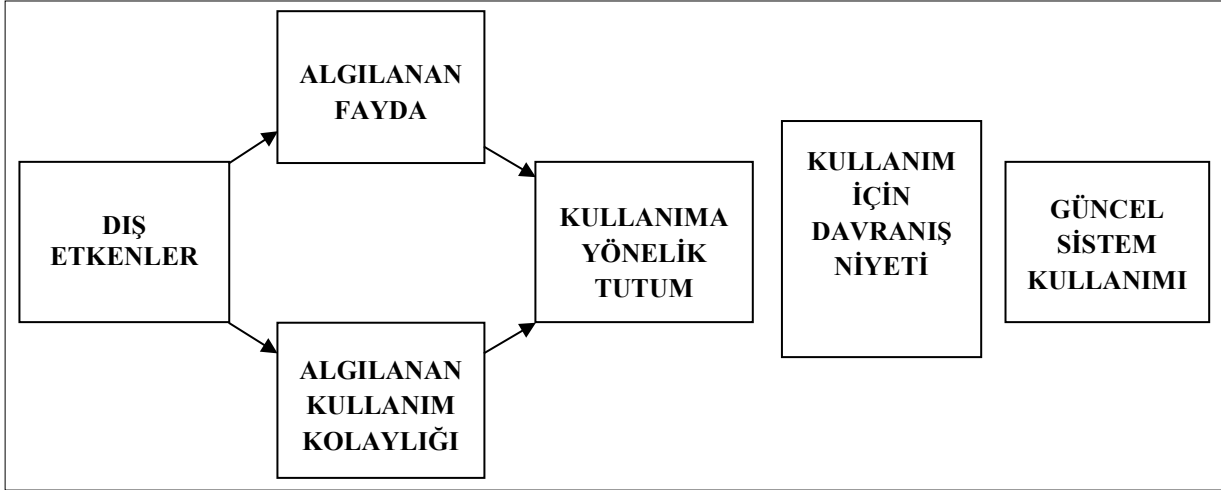 ALGILANAN
FAYDA
DIŞ
ETKENLER
ALGILANAN
KULLANIM
KOLAYLIĞI
KULLANIMA
YÖNELİK
TUTUM
KULLANIM
İÇİN
DAVRANIŞ
NİYETİ
GÜNCEL
SİSTEM
KULLANIMI